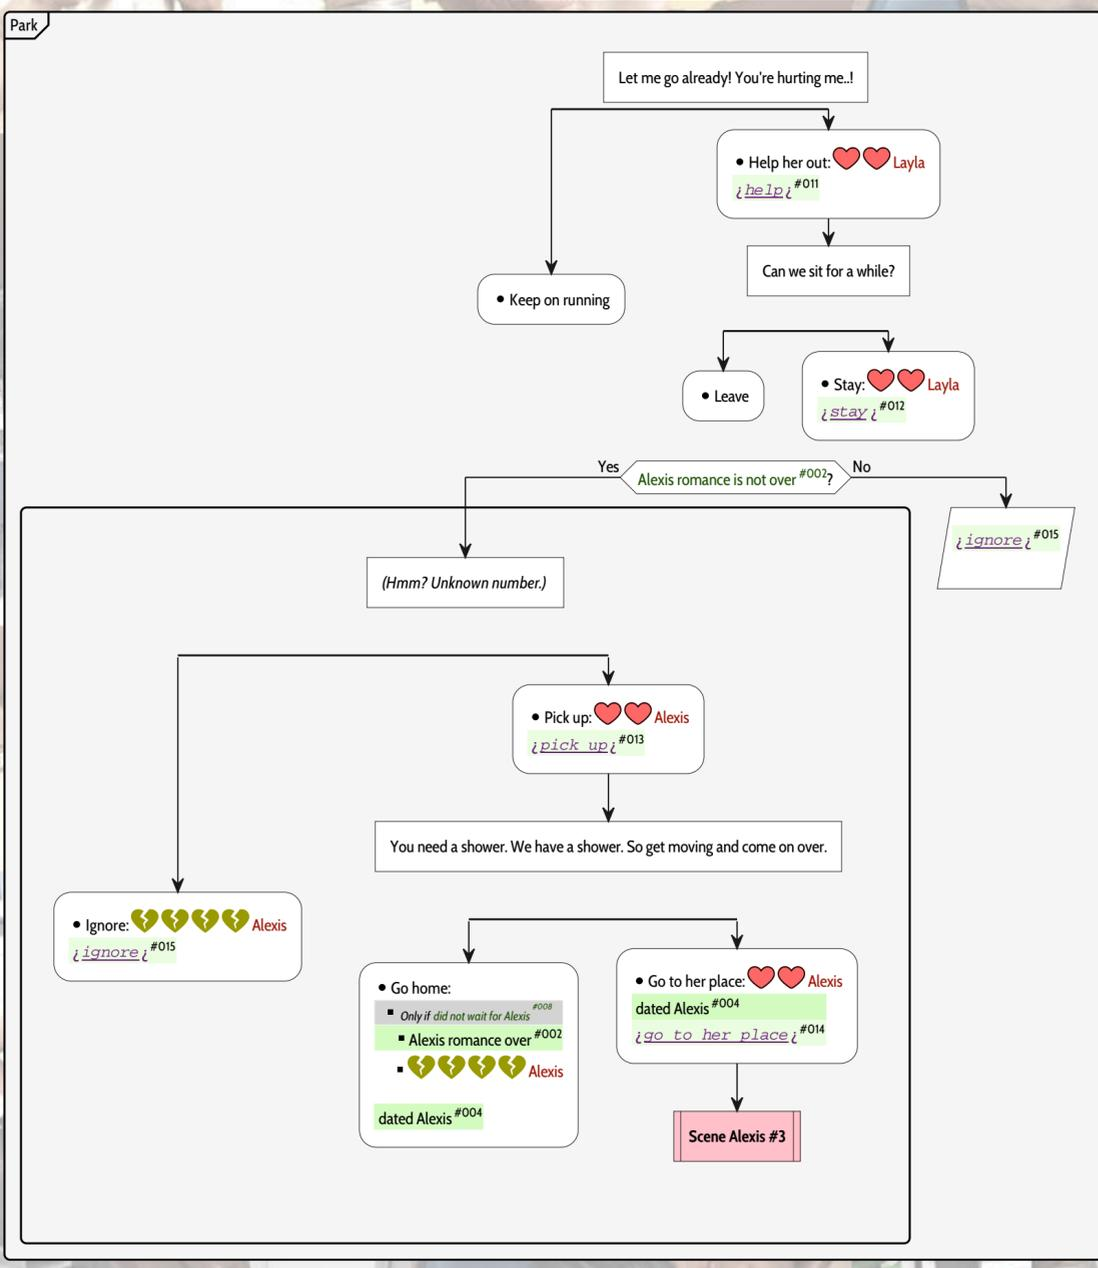 Park
Let me go already! You're hurting me..!
• Help her out: Layla
¿help¿ #011
Can we sit for a while?
• Keep on running
• Leave
• Stay: Layla
¿stay¿ #012
Yes
Alexis romance is not over #002?
No
¿ignore¿ #015
(Hmm? Unknown number.)
• Pick up: Alexis
¿pick up¿ #013
You need a shower. We have a shower. So get moving and come on over.
• Ignore: Alexis
¿ignore¿ #015
• Go home:
▪ Only if did not wait for Alexis #008
▪ Alexis romance over #002
▪ Alexis
dated Alexis #004
• Go to her place: Alexis
dated Alexis #004
¿go to her place¿ #014
Scene Alexis #3